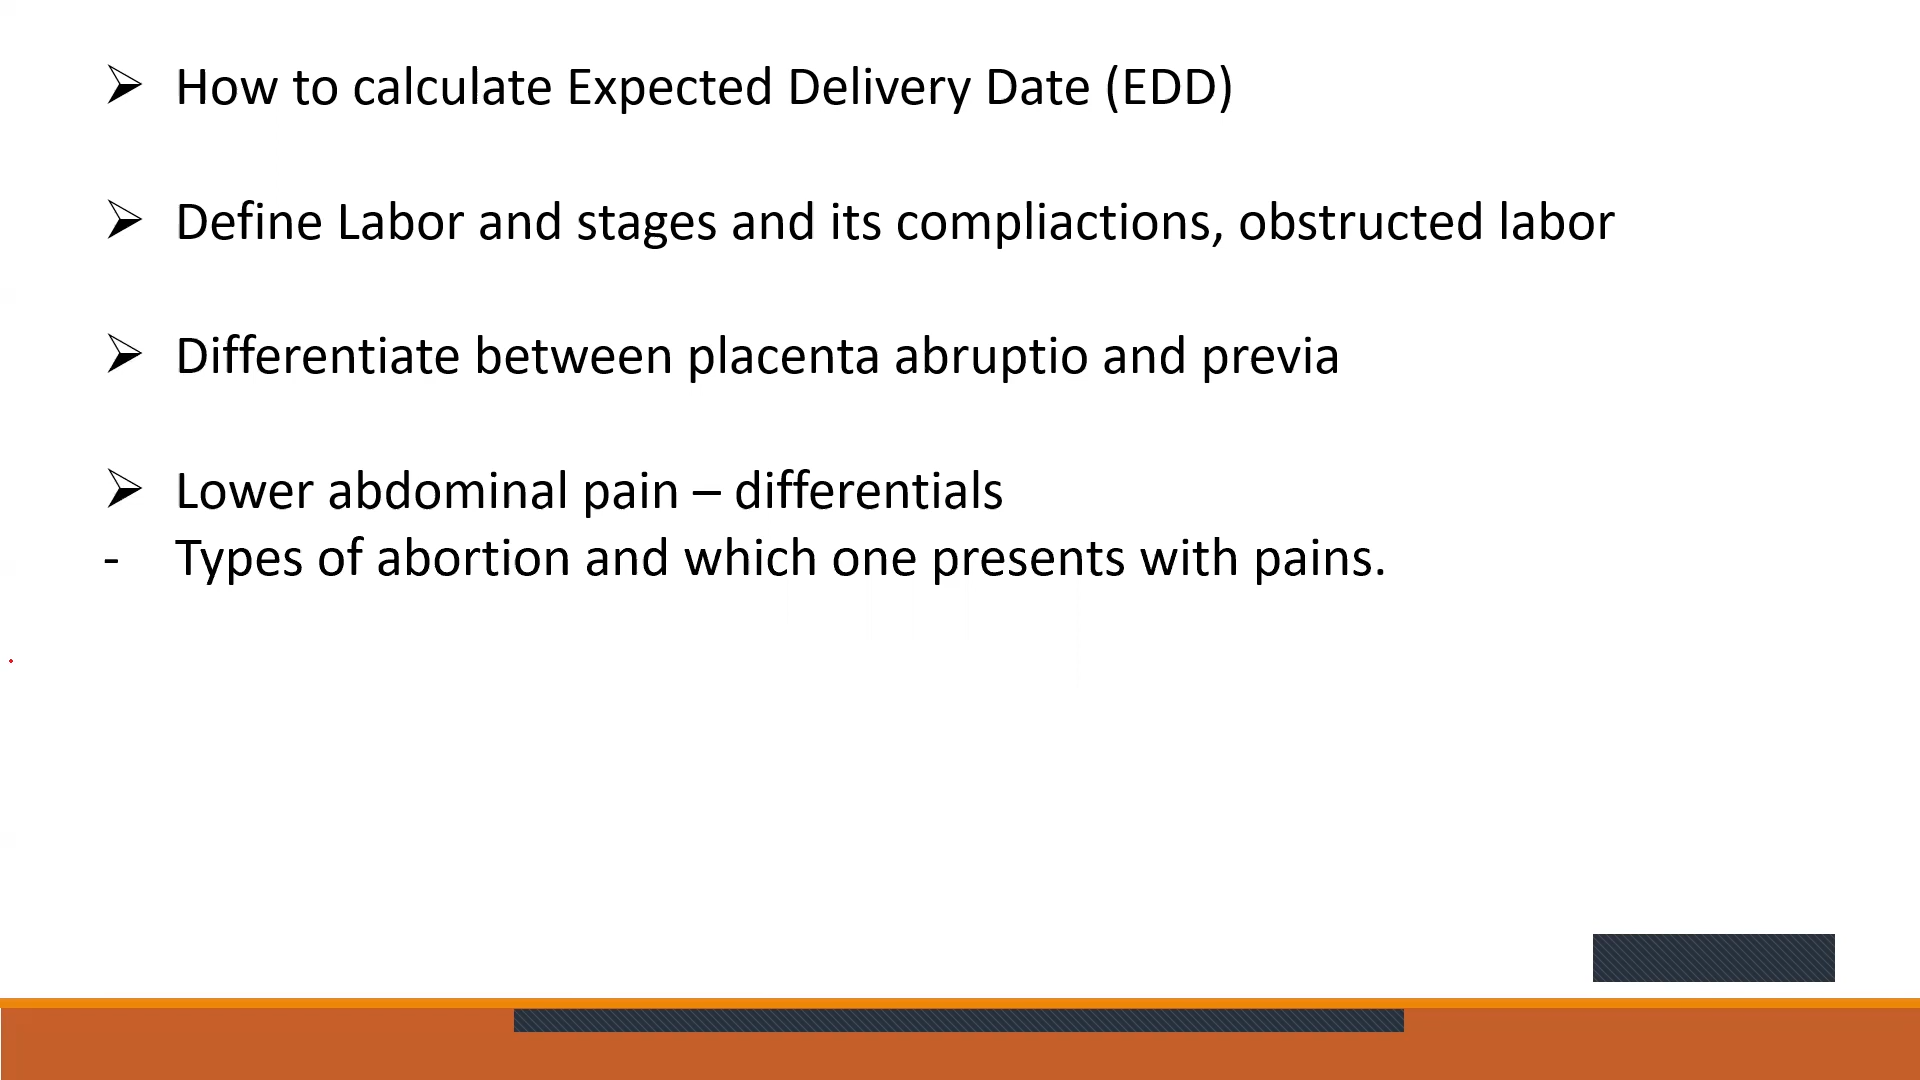 ➢ How to calculate Expected Delivery Date (EDD)
➢ Define Labor and stages and its compliactions, obstructed labor
➢ Differentiate between placenta abruptio and previa
➢ Lower abdominal pain – differentials
- Types of abortion and which one presents with pains.